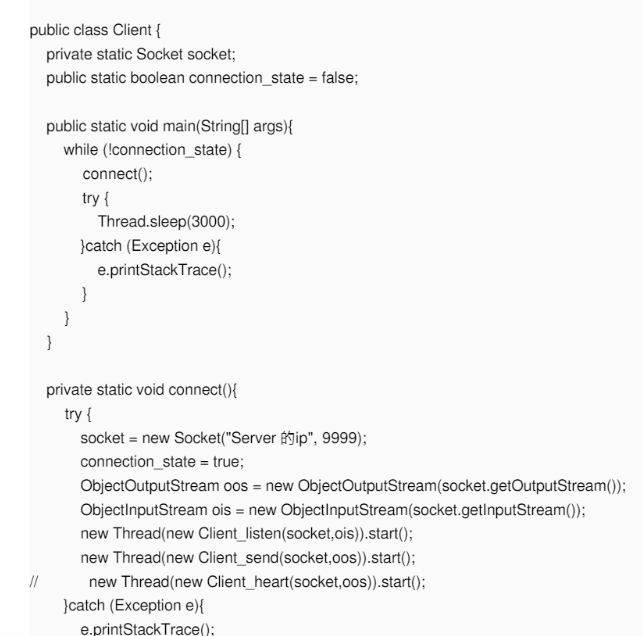 public class Client {
private static Socket socket;
public static boolean connection_state = false;
public static void main(String[] args){
while (!connection_state) {
connect();
try {
Thread.sleep(3000);
}catch (Exception e){
e.printStackTrace();
}
}
}
private static void connect(){
try {
socket = new Socket("Server 的ip", 9999);
connection_state = true;
ObjectOutputStream oos = new ObjectOutputStream(socket.getOutputStream());
ObjectInputStream ois = new ObjectInputStream(socket.getInputStream());
new Thread(new Client_listen(socket,ois)).start();
new Thread(new Client_send(socket,oos)).start();
// new Thread(new Client_heart(socket,oos)).start();
}catch (Exception e){
e.printStackTrace();